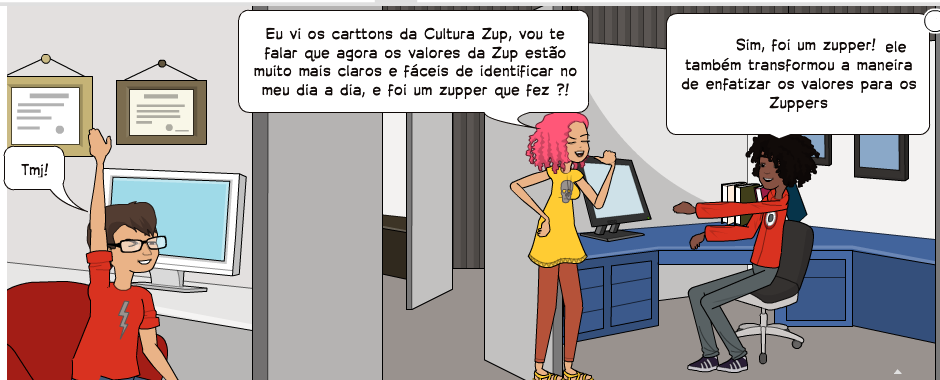 Eu vi os carttons da Cultura Zup, vou te
falar que agora os valores da Zup estão
muito mais claros e fáceis de identificar no
meu dia a dia, e foi um zupper que fez ?!
Sim, foi um zupper! ele
também transformou a maneira
de enfatizar os valores para os
Zuppers
Tmj!